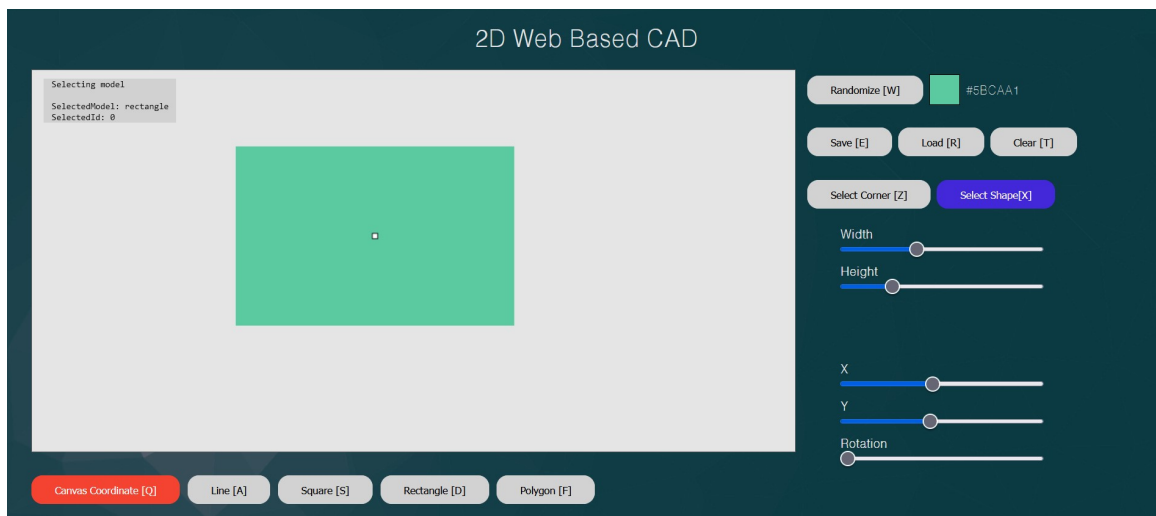 2D Web Based CAD
Selecting model
SelectedModel: rectangle
SelectedId: 0
Randomize [W]
#5BCAA1
Save [E]
Load [R]
Clear [T]
Select Corner [Z]
Select Shape[X]
Width
Height
X
Y
Rotation
Canvas Coordinate [Q]
Line [A]
Square [S]
Rectangle [D]
Polygon [F]